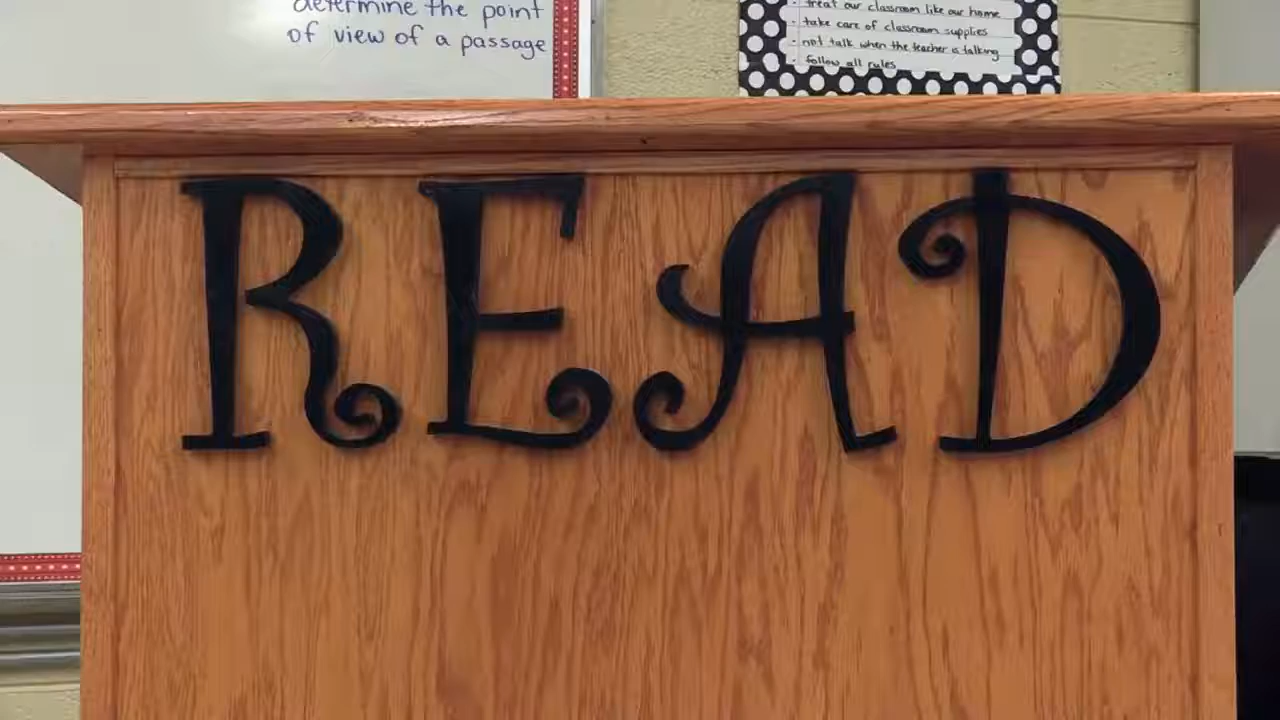 determine the point
of view of a passage
- treat our classroom like our home
- take care of classroom supplies
- not talk when the teacher is talking
- follow all rules
READ